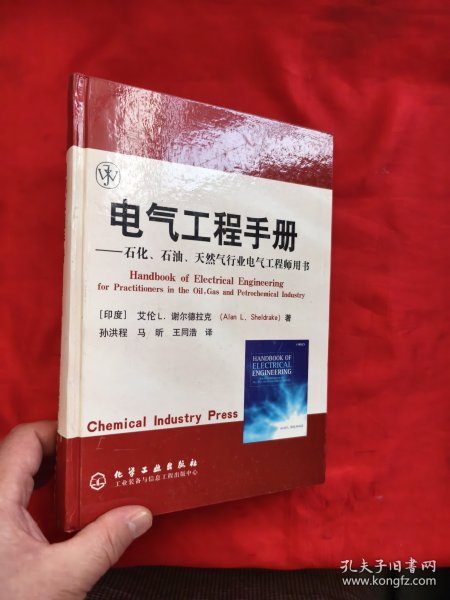 电气工程手册
——石化、石油、天然气行业电气工程师用书
Handbook of Electrical Engineering
for Practitioners in the Oil,Gas and Petrochemical Industry
[印度] 艾伦L. 谢尔德拉克 (Alan L. Sheldrake) 著
孙洪程 马 昕 王同浩 译
HANDBOOK OF
ELECTRICAL
ENGINEERING
Chemical Industry Press
化学工业出版社
工业装备与信息工程出版中心
孔夫子旧书网
www.kongfz.com